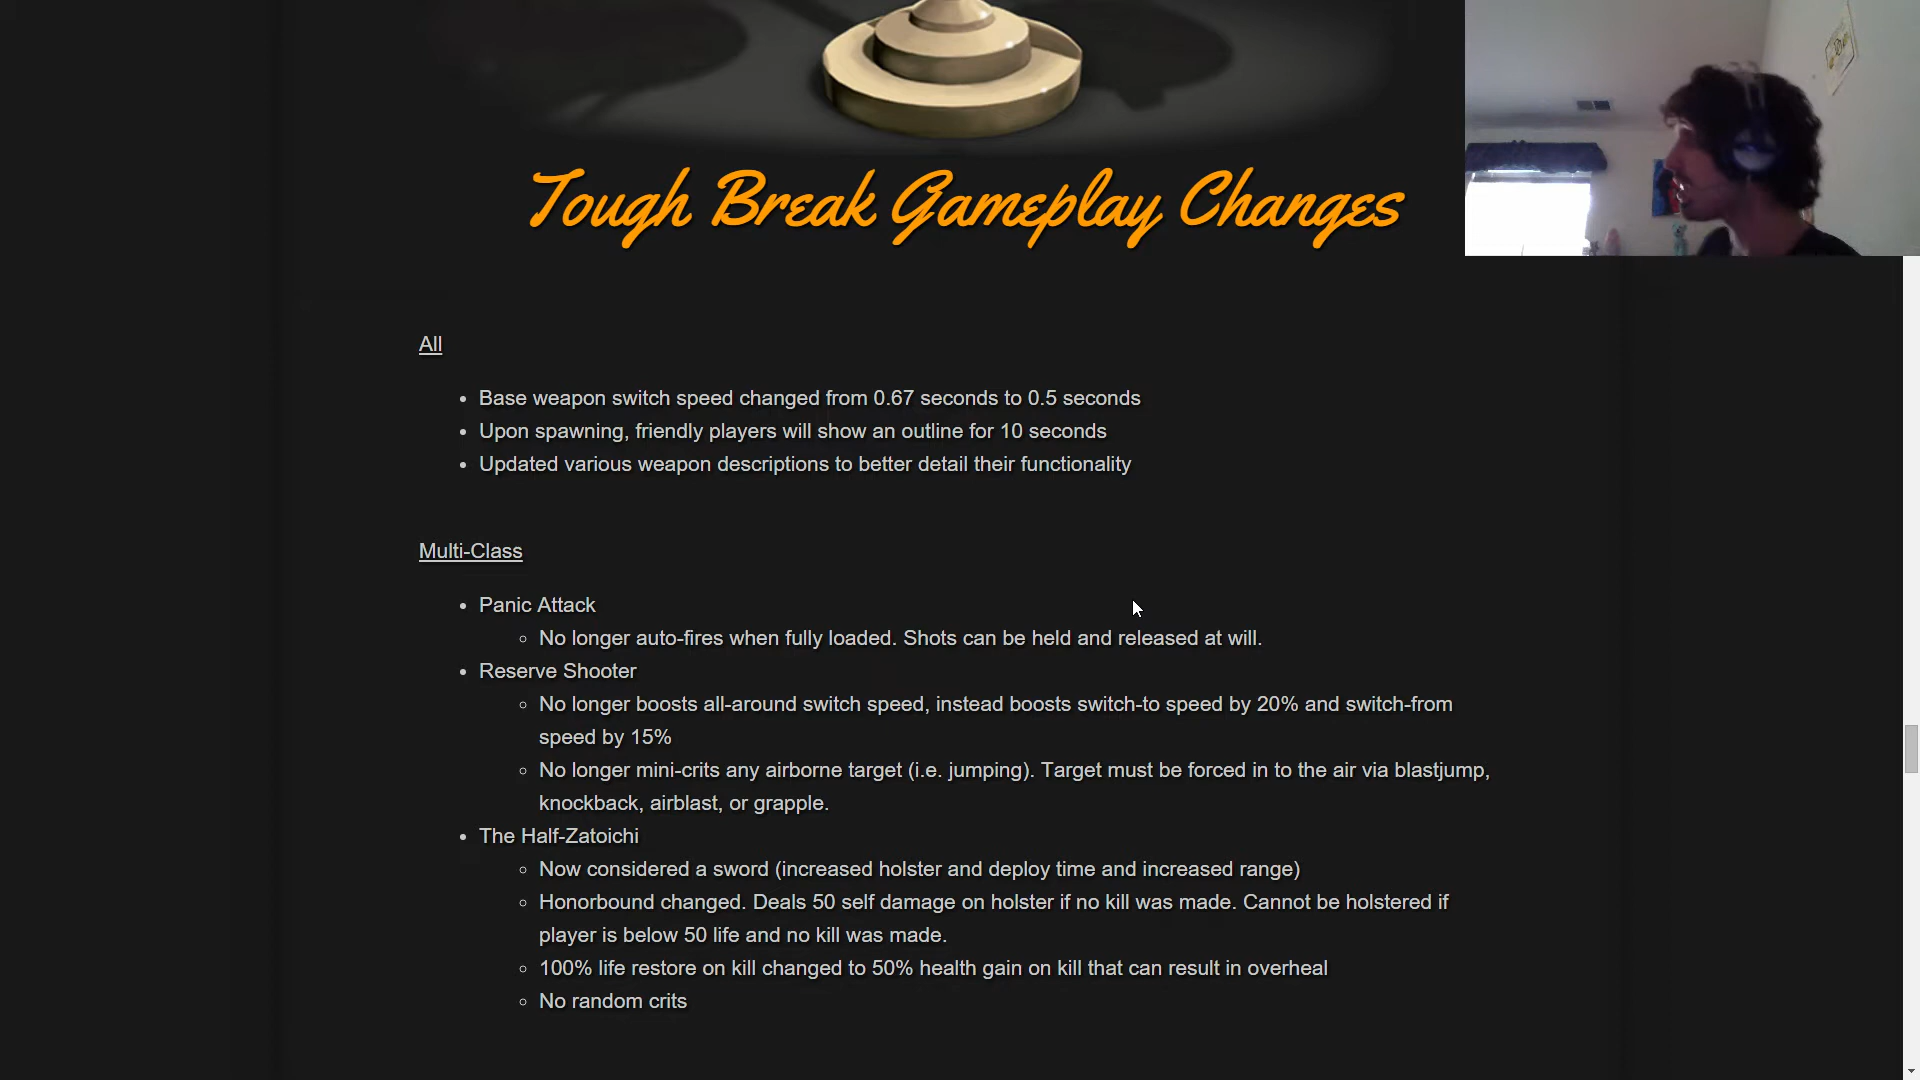 Tough Break Gameplay Changes
All
• Base weapon switch speed changed from 0.67 seconds to 0.5 seconds
• Upon spawning, friendly players will show an outline for 10 seconds
• Updated various weapon descriptions to better detail their functionality
Multi-Class
• Panic Attack
◦ No longer auto-fires when fully loaded. Shots can be held and released at will.
• Reserve Shooter
◦ No longer boosts all-around switch speed, instead boosts switch-to speed by 20% and switch-from
speed by 15%
◦ No longer mini-crits any airborne target (i.e. jumping). Target must be forced in to the air via blastjump,
knockback, airblast, or grapple.
• The Half-Zatoichi
◦ Now considered a sword (increased holster and deploy time and increased range)
◦ Honorbound changed. Deals 50 self damage on holster if no kill was made. Cannot be holstered if
player is below 50 life and no kill was made.
◦ 100% life restore on kill changed to 50% health gain on kill that can result in overheal
◦ No random crits